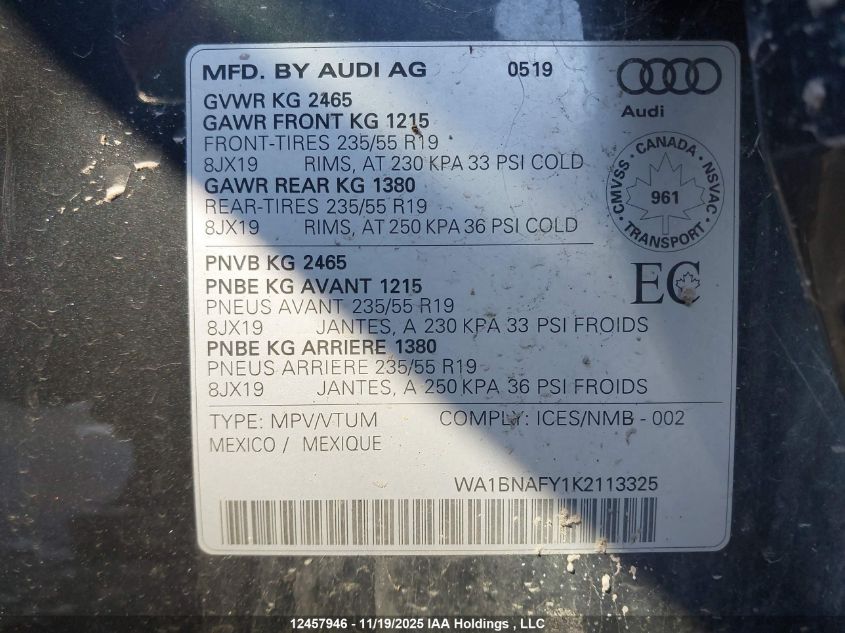 MFD. BY AUDI AG 0519
Audi
GVWR KG 2465
GAWR FRONT KG 1215
FRONT-TIRES 235/55 R19
8JX19 RIMS, AT 230 KPA 33 PSI COLD
GAWR REAR KG 1380
REAR-TIRES 235/55 R19
8JX19 RIMS, AT 250 KPA 36 PSI COLD
CMVSS - CANADA - NSVAC - TRANSPORT
961
PNVB KG 2465
PNBE KG AVANT 1215
PNEUS AVANT 235/55 R19
8JX19 JANTES, A 230 KPA 33 PSI FROIDS
PNBE KG ARRIERE 1380
PNEUS ARRIERE 235/55 R19
8JX19 JANTES, A 250 KPA 36 PSI FROIDS
EC
TYPE: MPV/VTUM COMPLY: ICES/NMB - 002
MEXICO / MEXIQUE
WA1BNAFY1K2113325
12457946 - 11/19/2025 IAA Holdings , LLC